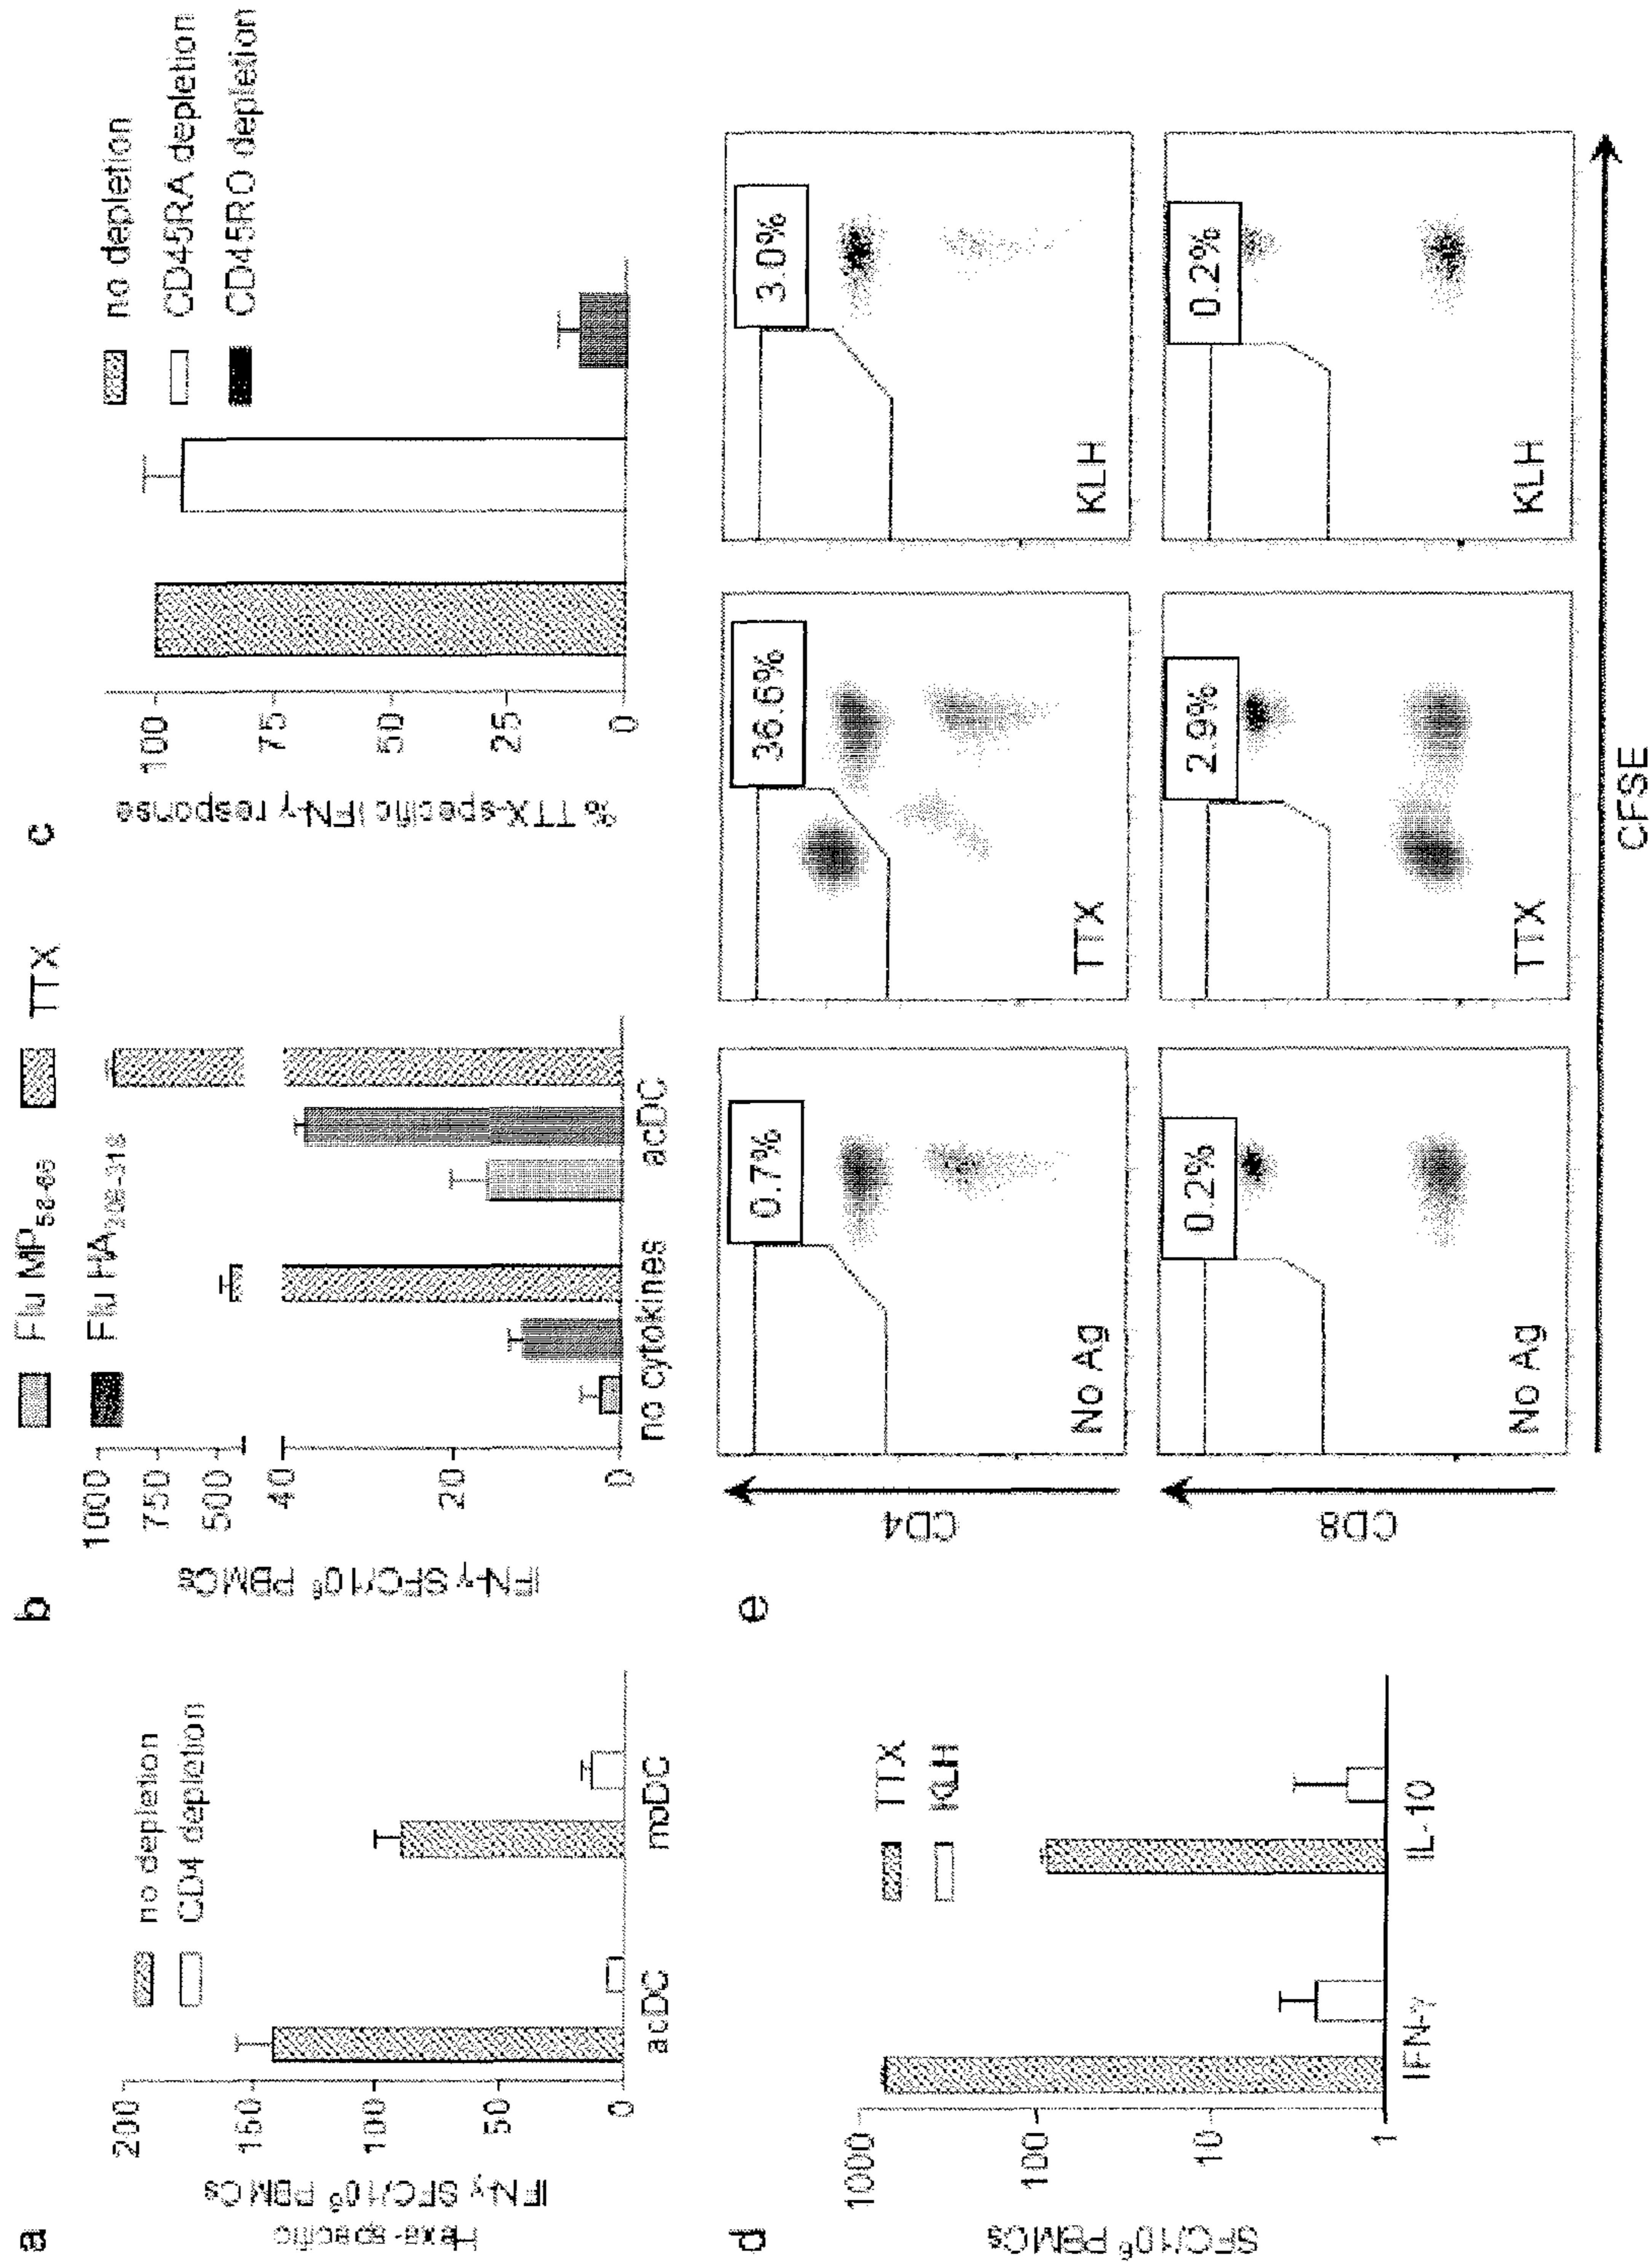 a
Hexa-specific
IFN-γ SFC/10⁶ PBMCs
200
150
100
50
0
no depletion
CD4 depletion
acDC
moDC
b
Flu MP58-66
TTX
Flu HA306-318
IFN-γ SFC/10⁶ PBMCs
1000
750
500
40
20
0
no cytokines
acDC
c
% TTX-specific IFN-γ response
100
75
50
25
0
no depletion
CD45RA depletion
CD45RO depletion
d
SFC/10⁶ PBMCs
1000
100
10
1
TTX
KLH
IFN-γ
IL-10
e
CD4
0.7%
No Ag
36.6%
TTX
3.0%
KLH
CD8
0.2%
No Ag
2.9%
TTX
0.2%
KLH
CFSE